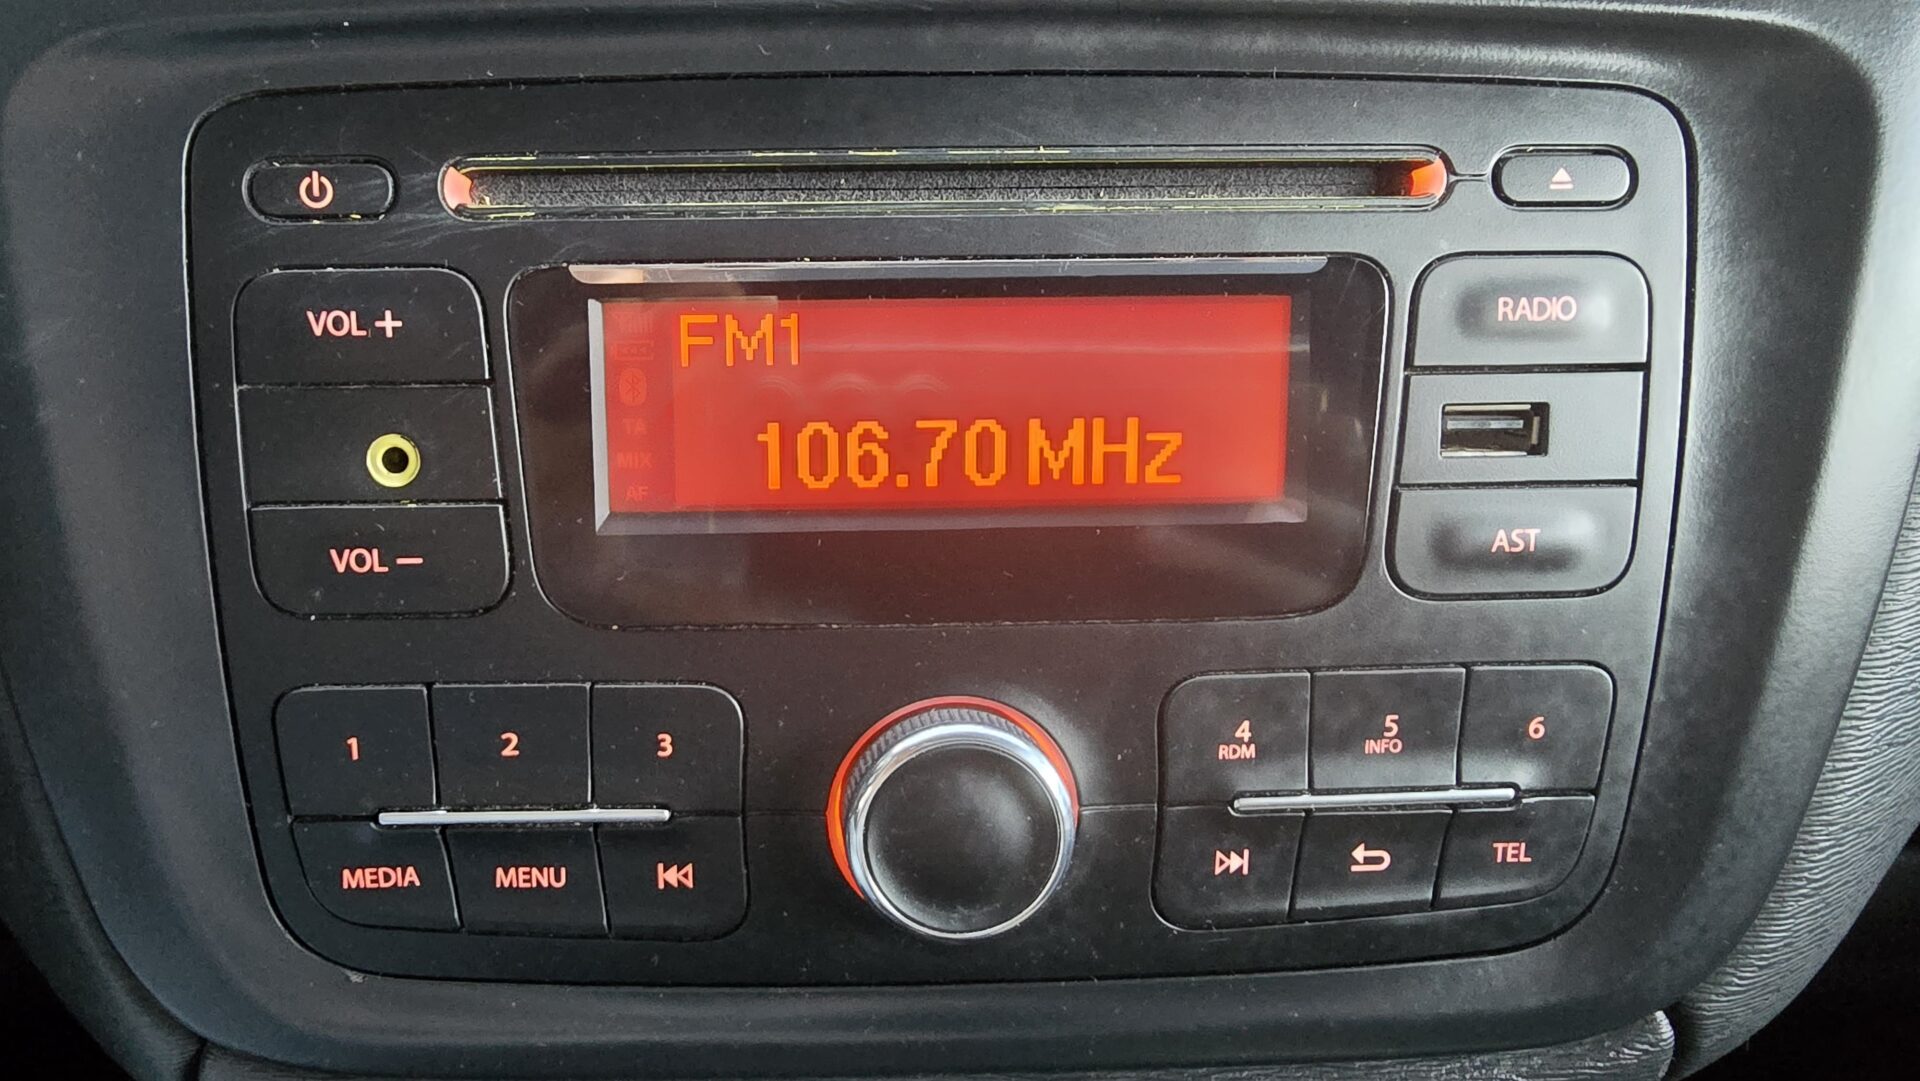 VOL +
VOL –
FM1
106.70 MHz
TA
MIX
AF
RADIO
AST
1
2
3
4
RDM
5
INFO
6
MEDIA
MENU
TEL